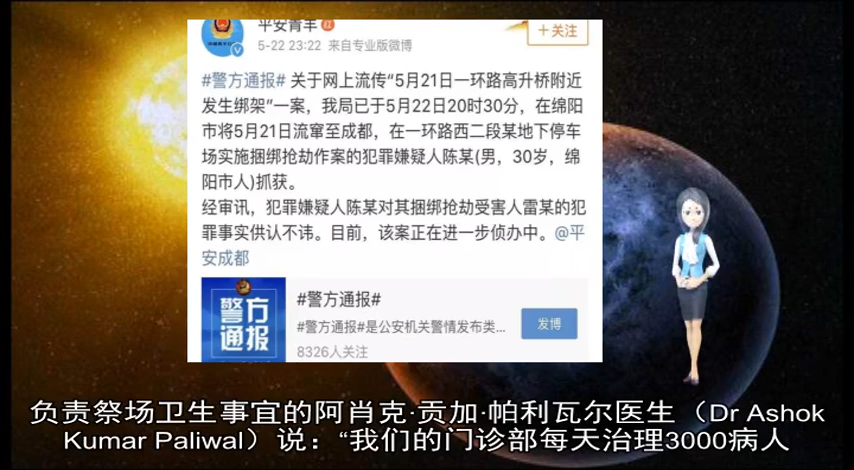 平安青羊
5-22 23:22 来自专业版微博
+关注
#警方通报# 关于网上流传“5月21日一环路高升桥附近
发生绑架”一案，我局已于5月22日20时30分，在绵阳
市将5月21日流窜至成都，在一环路西二段某地下停车
场实施捆绑抢劫作案的犯罪嫌疑人陈某(男，30岁，绵
阳市人)抓获。
经审讯，犯罪嫌疑人陈某对其捆绑抢劫受害人雷某的犯
罪事实供认不讳。目前，该案正在进一步侦办中。@平
安成都
警方
通报
#警方通报#
#警方通报#是公安机关警情发布类...
8326人关注
发博
负责祭场卫生事宜的阿肖克·贡加·帕利瓦尔医生（Dr Ashok
Kumar Paliwal）说：“我们的门诊部每天治理3000病人